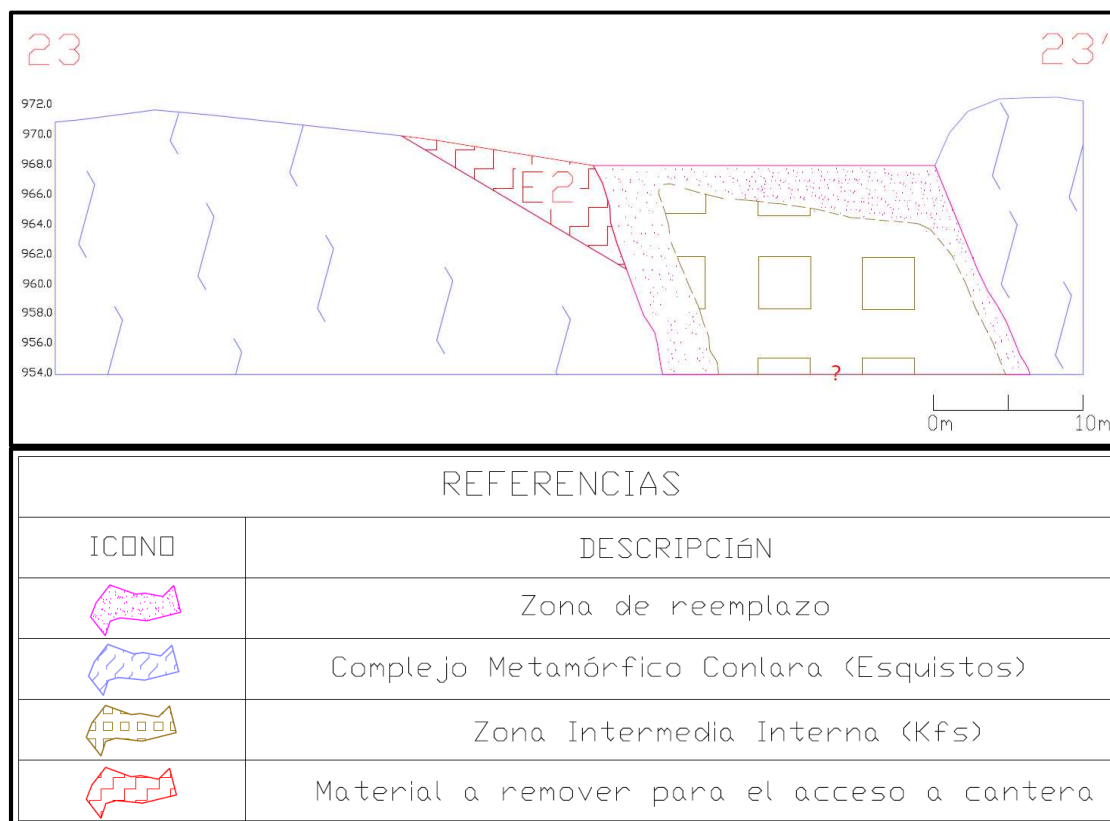 23 23'
972.0
970.0
968.0
966.0
964.0
962.0
960.0
958.0
956.0
954.0
E2
?
0m 10m
REFERENCIAS
ICONO DESCRIPCIóN
Zona de reemplazo
Complejo Metamórfico Conlara (Esquistos)
Zona Intermedia Interna (Kfs)
Material a remover para el acceso a cantera